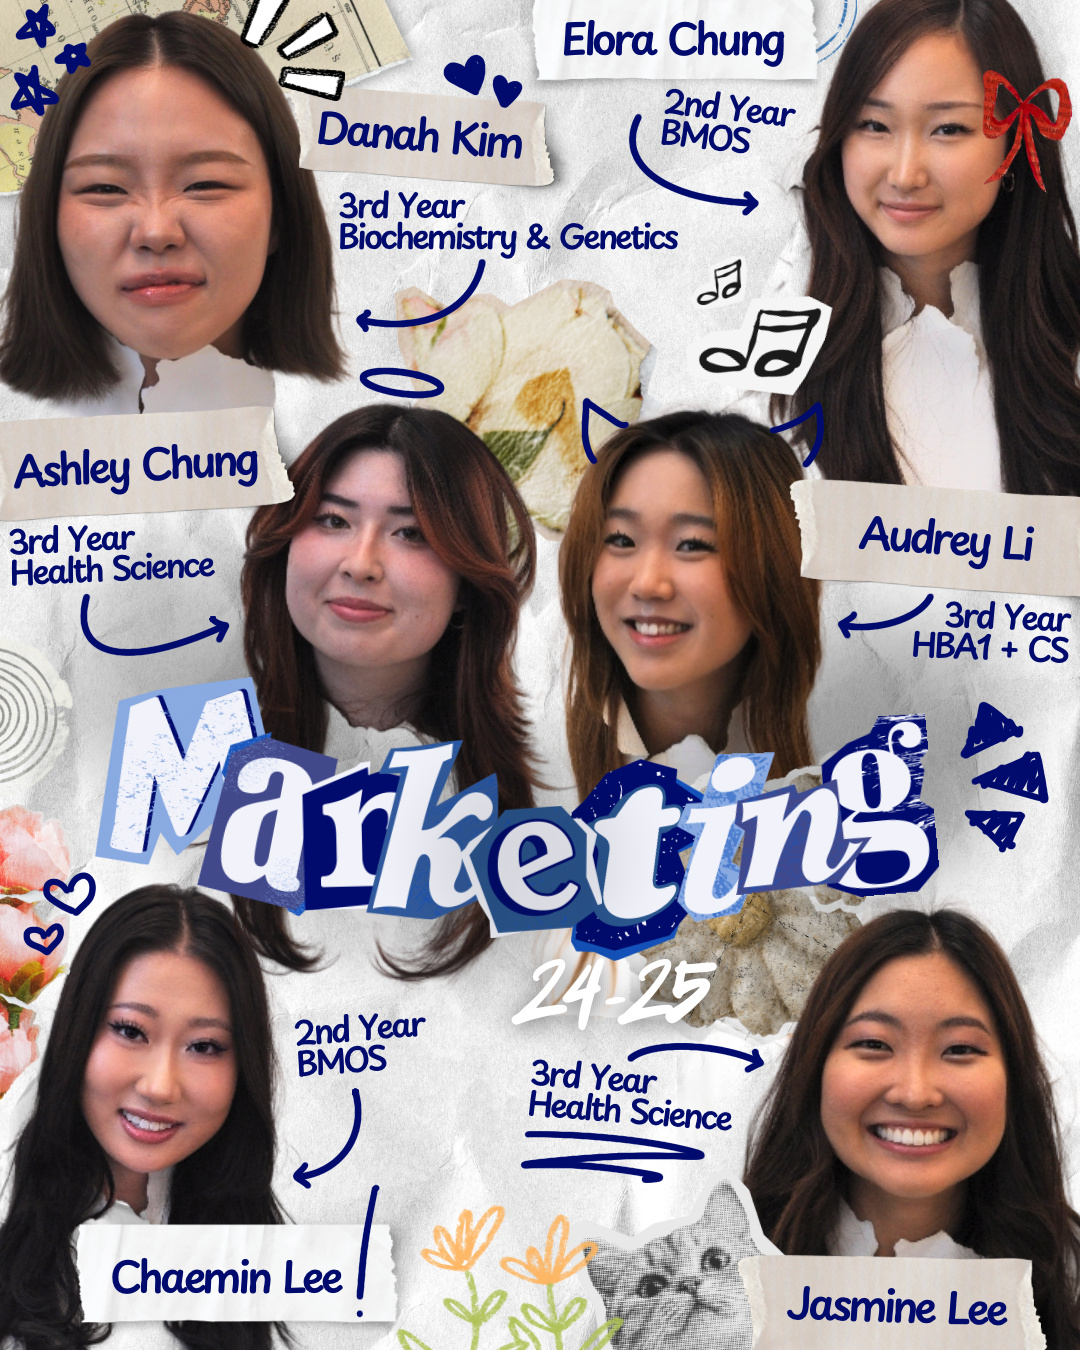 Elora Chung
2nd Year
BMOS
Danah Kim
3rd Year
Biochemistry & Genetics
Ashley Chung
3rd Year
Health Science
Audrey Li
3rd Year
HBA1 + CS
Marketing
24-25
2nd Year
BMOS
Chaemin Lee
3rd Year
Health Science
Jasmine Lee